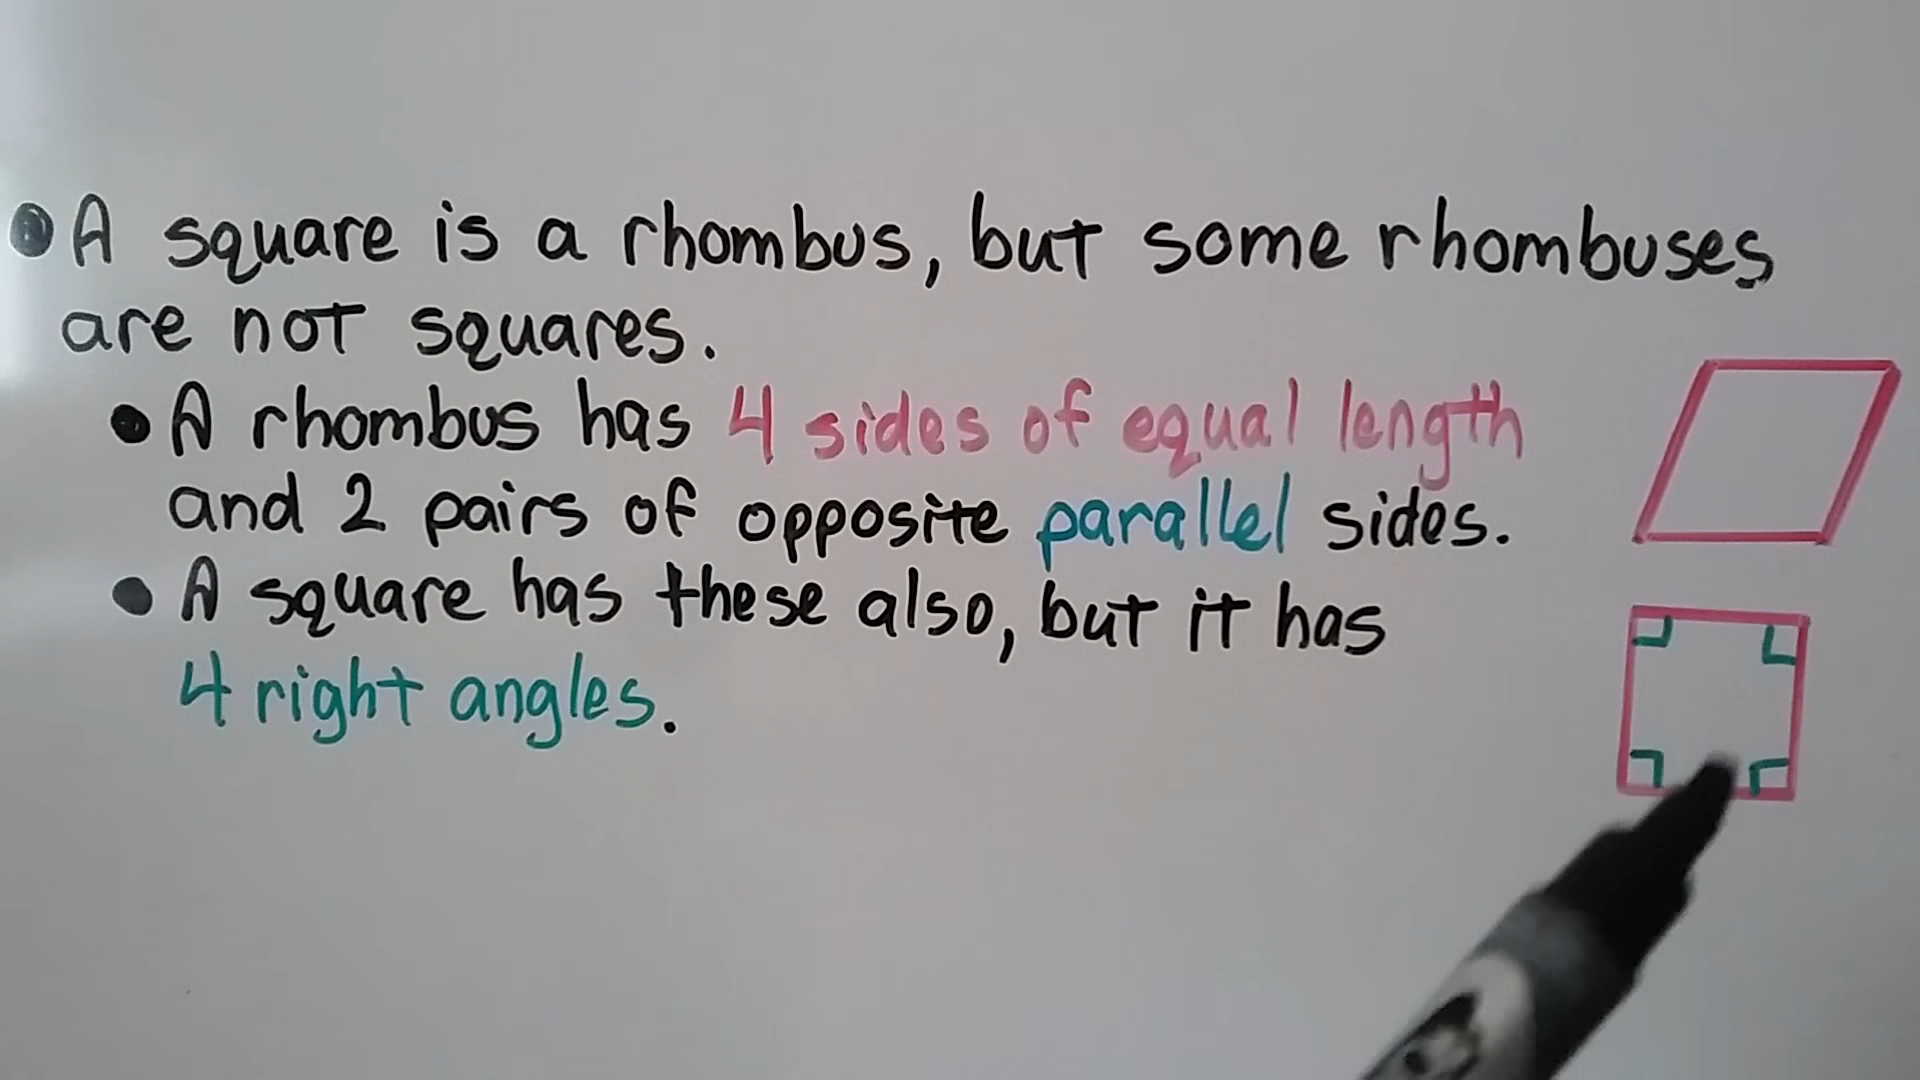 • A square is a rhombus, but some rhombuses
are not squares.
• A rhombus has 4 sides of equal length
and 2 pairs of opposite parallel sides.
• A square has these also, but it has
4 right angles.